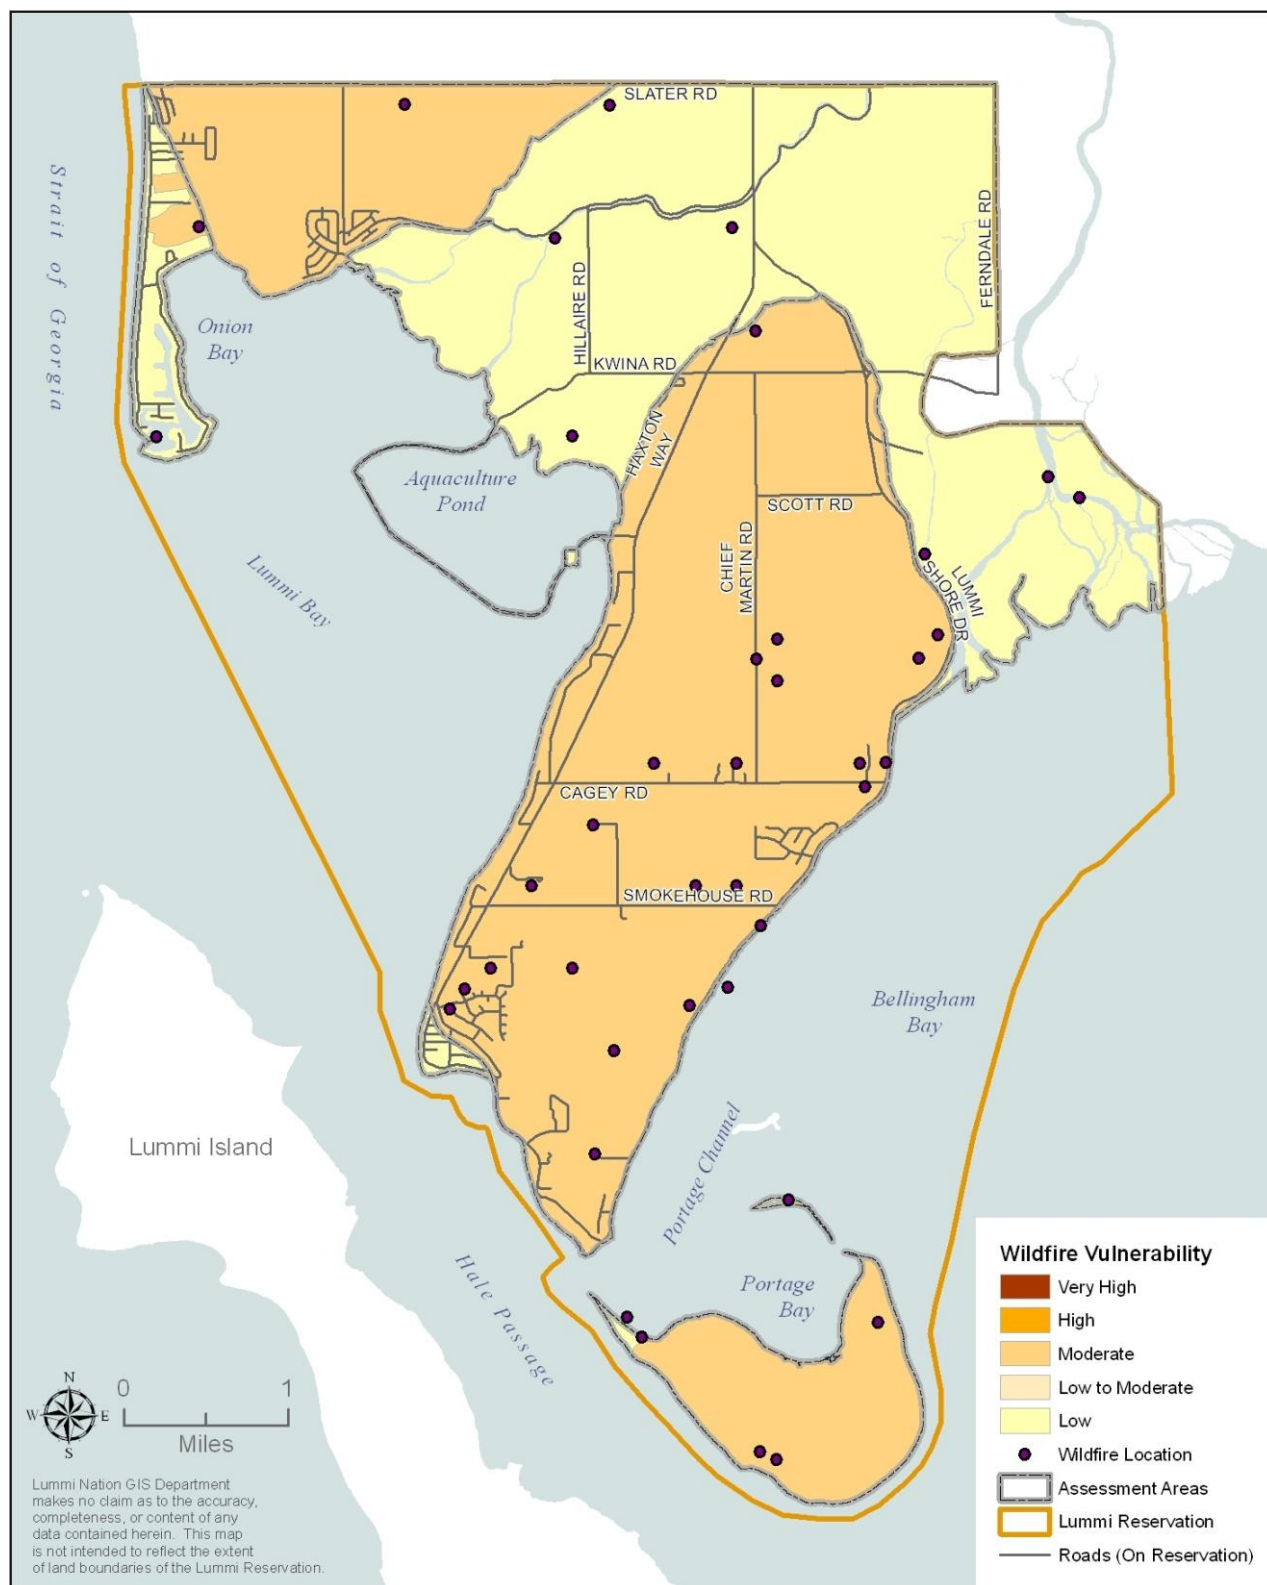 SLATER RD
Strait of Georgia
FERNDALE RD
HILLAIRE RD
Onion
Bay
KWINA RD
HAXTON
WAY
Aquaculture
Pond
SCOTT RD
CHIEF
MARTIN RD
LUMMI
SHORE DR
Lummi Bay
CAGEY RD
SMOKEHOUSE RD
Bellingham
Bay
Lummi Island
Portage Channel
Hale Passage
Portage
Bay
Wildfire Vulnerability
Very High
High
Moderate
Low to Moderate
Low
Wildfire Location
Assessment Areas
Lummi Reservation
Roads (On Reservation)
N
W E
S
0 1
Miles
Lummi Nation GIS Department
makes no claim as to the accuracy,
completeness, or content of any
data contained herein. This map
is not intended to reflect the extent
of land boundaries of the Lummi Reservation.